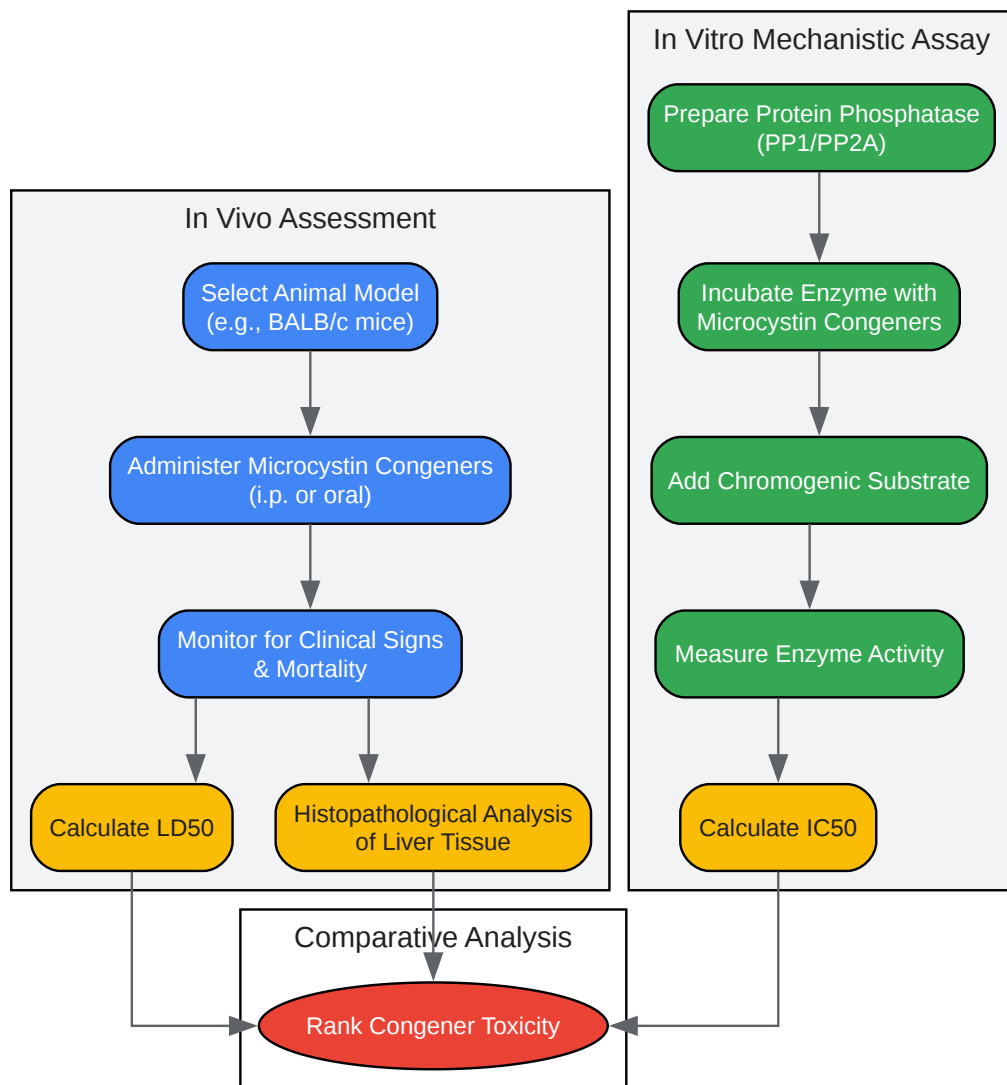 In Vitro Mechanistic Assay
Prepare Protein Phosphatase
(PP1/PP2A)
Incubate Enzyme with
Microcystin Congeners
Add Chromogenic Substrate
Measure Enzyme Activity
Calculate IC50
In Vivo Assessment
Select Animal Model
(e.g., BALB/c mice)
Administer Microcystin Congeners
(i.p. or oral)
Monitor for Clinical Signs
& Mortality
Calculate LD50
Histopathological Analysis
of Liver Tissue
Comparative Analysis
Rank Congener Toxicity